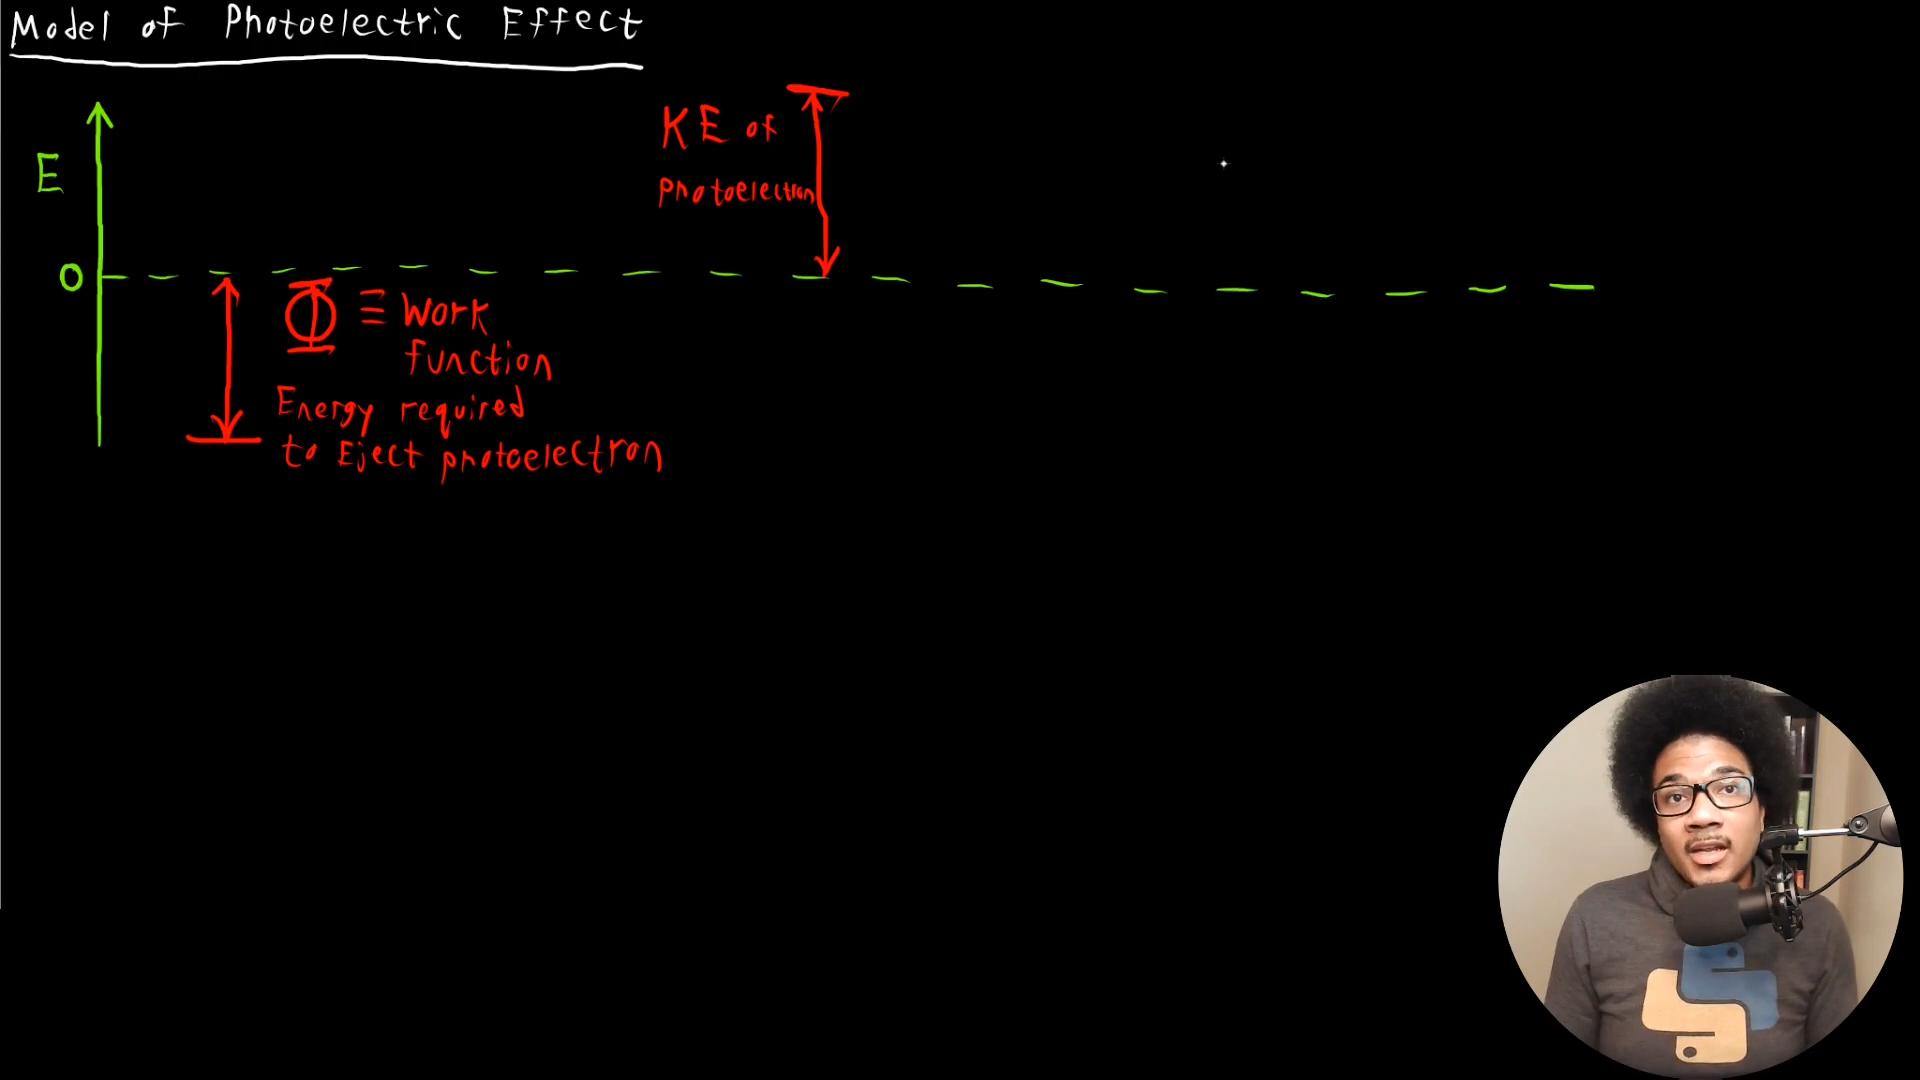 Model of Photoelectric Effect
E
KE of
photoelectron
0
Φ ≡ Work
function
Energy required
to Eject photoelectron